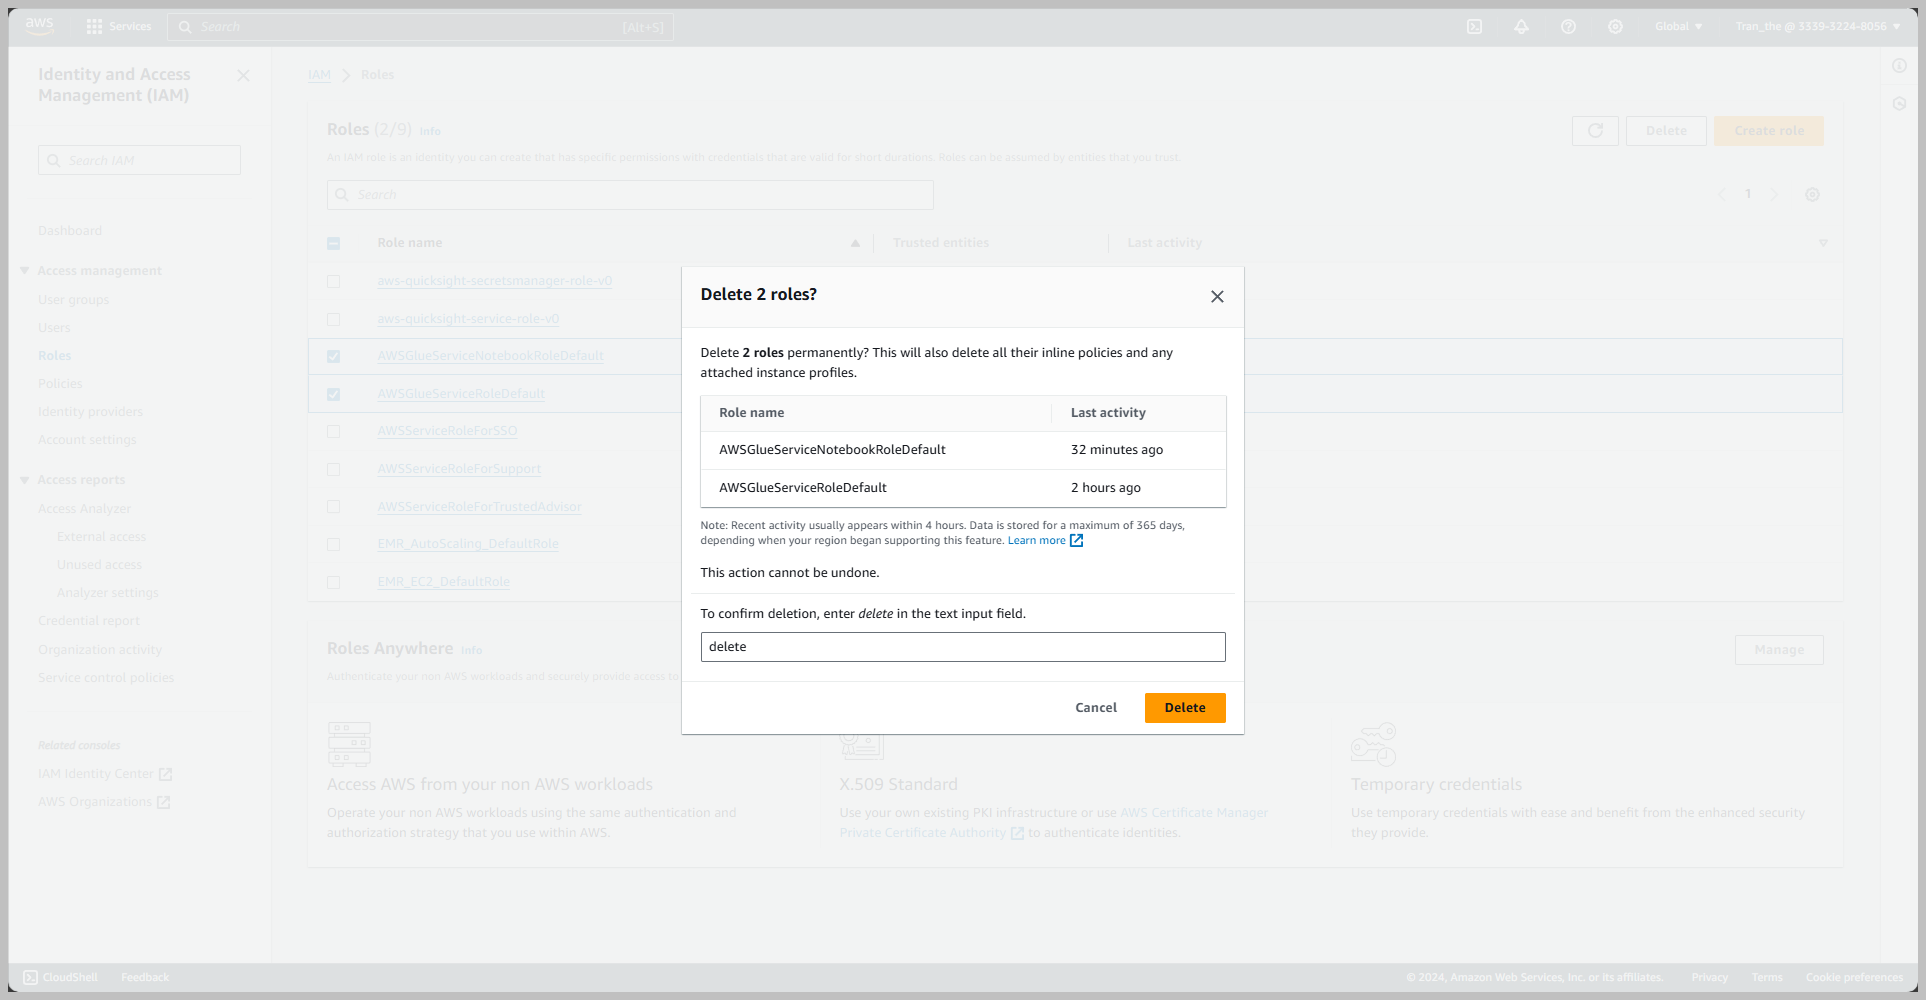 aws
Services
Search
[Alt+S]
Global
Tran_the @ 3339-3224-8056
Identity and Access
Management (IAM)
Search IAM
Dashboard
Access management
User groups
Users
Roles
Policies
Identity providers
Account settings
Access reports
Access Analyzer
External access
Unused access
Analyzer settings
Credential report
Organization activity
Service control policies
Related consoles
IAM Identity Center
AWS Organizations
IAM
Roles
Roles (2/9) Info
Delete
Create role
An IAM role is an identity you can create that has specific permissions with credentials that are valid for short durations. Roles can be assumed by entities that you trust.
Search
1
Role name
Trusted entities
Last activity
aws-quicksight-secretsmanager-role-v0
aws-quicksight-service-role-v0
AWSGlueServiceNotebookRoleDefault
AWSGlueServiceRoleDefault
AWSServiceRoleForSSO
AWSServiceRoleForSupport
AWSServiceRoleForTrustedAdvisor
EMR_AutoScaling_DefaultRole
EMR_EC2_DefaultRole
Delete 2 roles?
Delete 2 roles permanently? This will also delete all their inline policies and any
attached instance profiles.
Role name
Last activity
AWSGlueServiceNotebookRoleDefault
32 minutes ago
AWSGlueServiceRoleDefault
2 hours ago
Note: Recent activity usually appears within 4 hours. Data is stored for a maximum of 365 days,
depending when your region began supporting this feature. Learn more
This action cannot be undone.
To confirm deletion, enter delete in the text input field.
delete
Cancel
Delete
Roles Anywhere Info
Manage
Authenticate your non AWS workloads and securely provide access to
Access AWS from your non AWS workloads
Operate your non AWS workloads using the same authentication and
authorization strategy that you use within AWS.
X.509 Standard
Use your own existing PKI infrastructure or use AWS Certificate Manager
Private Certificate Authority to authenticate identities.
Temporary credentials
Use temporary credentials with ease and benefit from the enhanced security
they provide.
CloudShell
Feedback
© 2024, Amazon Web Services, Inc. or its affiliates.
Privacy
Terms
Cookie preferences